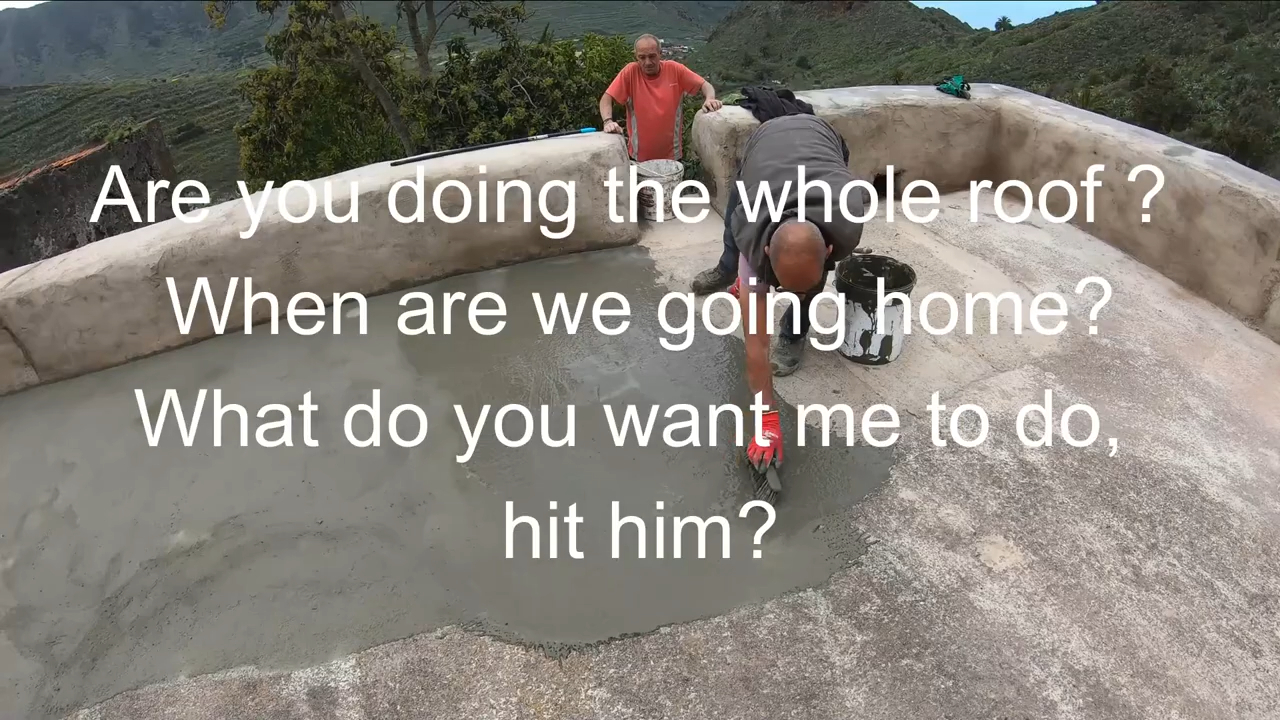 Are you doing the whole roof ?
When are we going home?
What do you want me to do,
hit him?